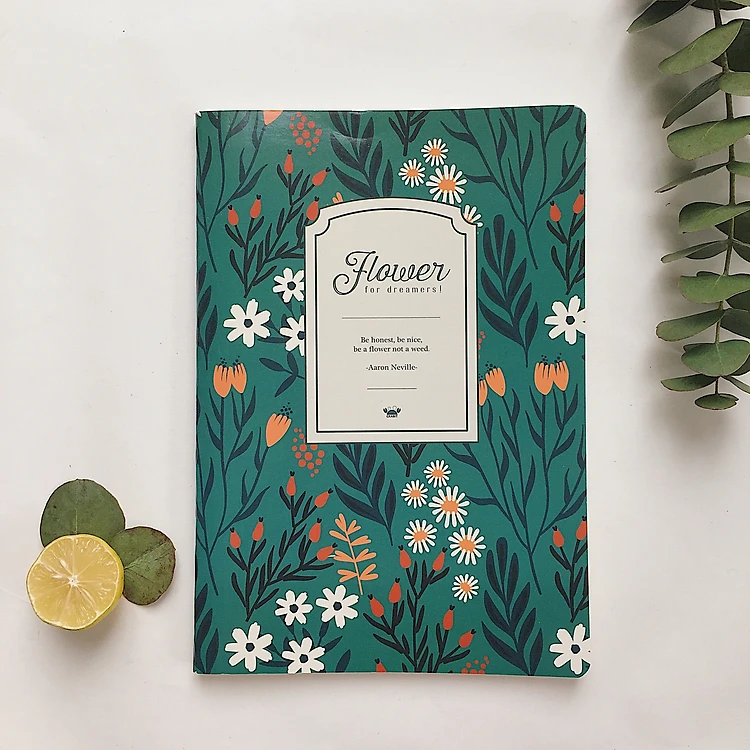 Flower
for dreamers!
Be honest, be nice,
be a flower not a weed.
-Aaron Neville-